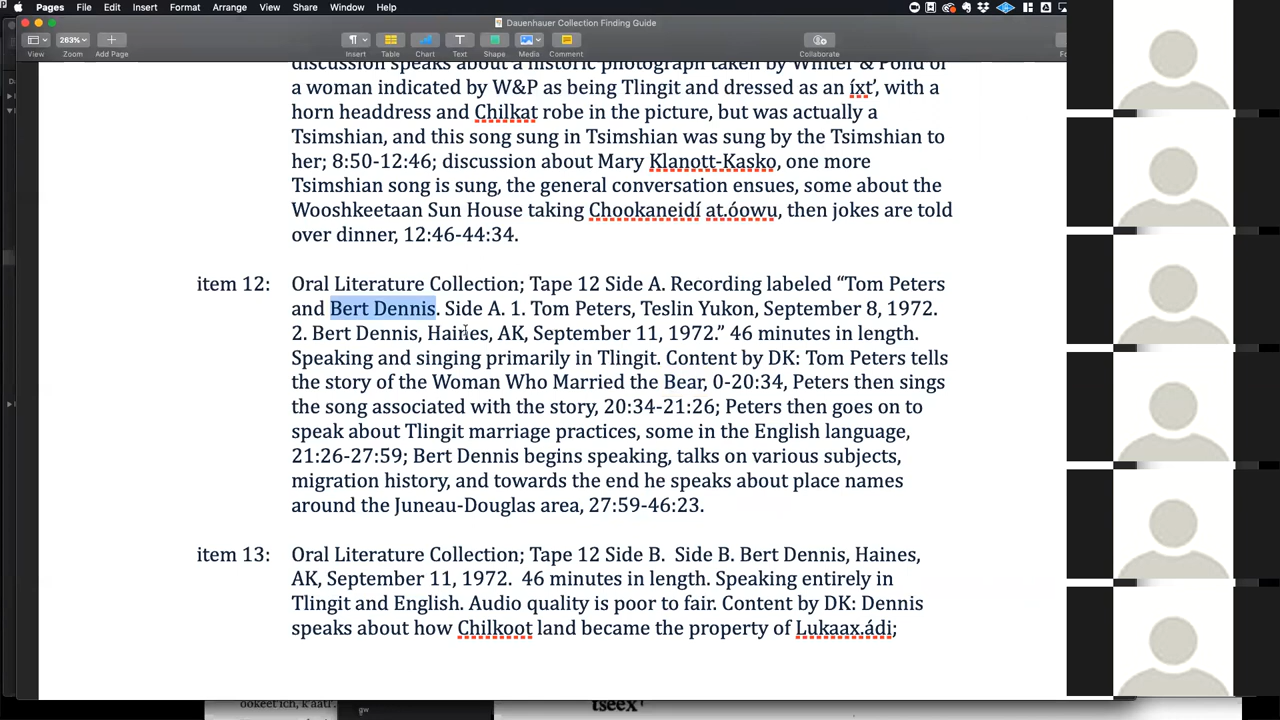 Pages File Edit Insert Format Arrange View Share Window Help
Dauenhauer Collection Finding Guide
263%
View Zoom Add Page Insert Table Chart Text Shape Media Comment Collaborate
discussion speaks about a historic photograph taken by Winter & Pond of
a woman indicated by W&P as being Tlingit and dressed as an íxt’, with a
horn headdress and Chilkat robe in the picture, but was actually a
Tsimshian, and this song sung in Tsimshian was sung by the Tsimshian to
her; 8:50-12:46; discussion about Mary Klanott-Kasko, one more
Tsimshian song is sung, the general conversation ensues, some about the
Wooshkeetaan Sun House taking Chookaneidí at.óowu, then jokes are told
over dinner, 12:46-44:34.
item 12: Oral Literature Collection; Tape 12 Side A. Recording labeled “Tom Peters
and Bert Dennis. Side A. 1. Tom Peters, Teslin Yukon, September 8, 1972.
2. Bert Dennis, Haines, AK, September 11, 1972.” 46 minutes in length.
Speaking and singing primarily in Tlingit. Content by DK: Tom Peters tells
the story of the Woman Who Married the Bear, 0-20:34, Peters then sings
the song associated with the story, 20:34-21:26; Peters then goes on to
speak about Tlingit marriage practices, some in the English language,
21:26-27:59; Bert Dennis begins speaking, talks on various subjects,
migration history, and towards the end he speaks about place names
around the Juneau-Douglas area, 27:59-46:23.
item 13: Oral Literature Collection; Tape 12 Side B.  Side B. Bert Dennis, Haines,
AK, September 11, 1972.  46 minutes in length. Speaking entirely in
Tlingit and English. Audio quality is poor to fair. Content by DK: Dennis
speaks about how Chilkoot land became the property of Lukaax.ádi;
gw